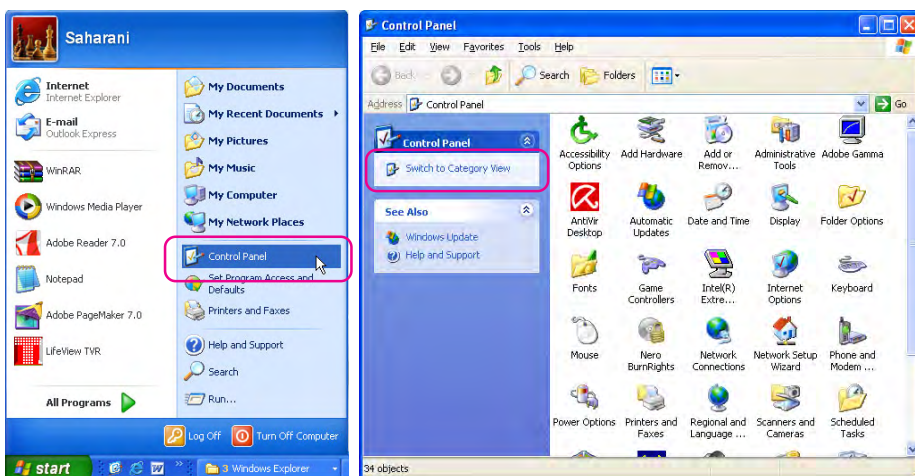 Saharani
Internet
Internet Explorer
E-mail
Outlook Express
WinRAR
Windows Media Player
Adobe Reader 7.0
Notepad
Adobe PageMaker 7.0
LifeView TVR
All Programs
My Documents
My Recent Documents
My Pictures
My Music
My Computer
My Network Places
Control Panel
Set Program Access and
Defaults
Printers and Faxes
Help and Support
Search
Run...
Log Off Turn Off Computer
start 3 Windows Explorer
Control Panel
File Edit View Favorites Tools Help
Back Search Folders
Address Control Panel Go
Control Panel
Switch to Category View
See Also
Windows Update
Help and Support
Accessibility Options Add Hardware Add or Remov... Administrative Tools Adobe Gamma
AntiVir Desktop Automatic Updates Date and Time Display Folder Options
Fonts Game Controllers Intel(R) Extre... Internet Options Keyboard
Mouse Nero BurnRights Network Connections Network Setup Wizard Phone and Modem ...
Power Options Printers and Faxes Regional and Language ... Scanners and Cameras Scheduled Tasks
34 objects